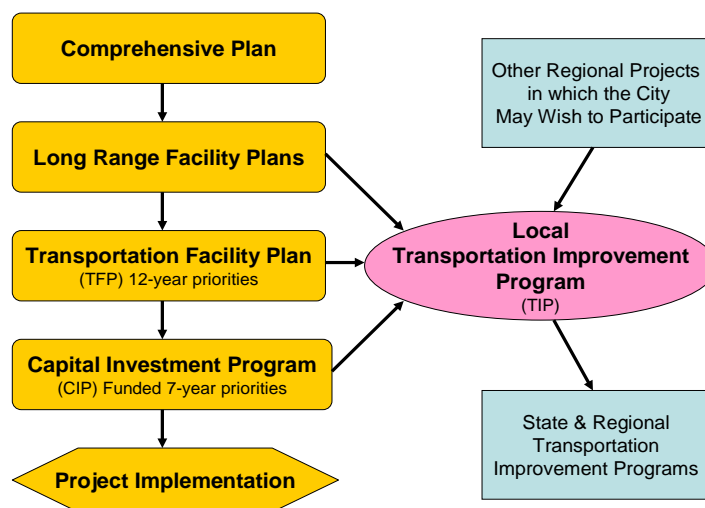 Comprehensive Plan
Long Range Facility Plans
Transportation Facility Plan
(TFP) 12-year priorities
Capital Investment Program
(CIP) Funded 7-year priorities
Project Implementation
Other Regional Projects
in which the City
May Wish to Participate
Local
Transportation Improvement
Program
(TIP)
State & Regional
Transportation
Improvement Programs